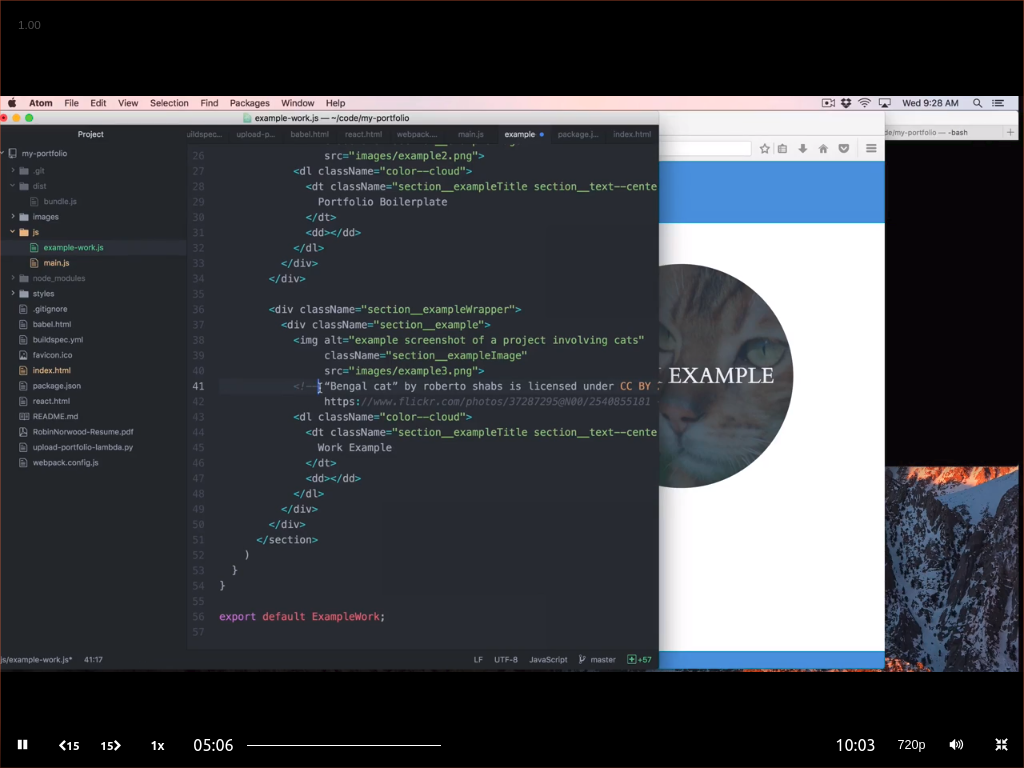 1.00
Atom File Edit View Selection Find Packages Window Help
Wed 9:28 AM
example-work.js — ~/code/my-portfolio
Project
uildspec... upload-p... babel.html react.html webpack.... main.js example package.j... index.html
de/my-portfolio — -bash
my-portfolio
.git
dist
bundle.js
images
js
example-work.js
main.js
node_modules
styles
.gitignore
babel.html
buildspec.yml
favicon.ico
index.html
package.json
react.html
README.md
RobinNorwood-Resume.pdf
upload-portfolio-lambda.py
webpack.config.js
26 src="images/example2.png">
27 <dl className="color--cloud">
28 <dt className="section__exampleTitle section__text--cente
29 Portfolio Boilerplate
30 </dt>
31 <dd></dd>
32 </dl>
33 </div>
34 </div>
35
36 <div className="section__exampleWrapper">
37 <div className="section__example">
38 <img alt="example screenshot of a project involving cats"
39 className="section__exampleImage"
40 src="images/example3.png">
41 <!-- “Bengal cat” by roberto shabs is licensed under CC BY
42 https://www.flickr.com/photos/37287295@N00/2540855181
43 <dl className="color--cloud">
44 <dt className="section__exampleTitle section__text--cente
45 Work Example
46 </dt>
47 <dd></dd>
48 </dl>
49 </div>
50 </div>
51 </section>
52 )
53 }
54 }
55
56 export default ExampleWork;
57
EXAMPLE
js/example-work.js* 41:17
LF UTF-8 JavaScript master +57
15 15 1x 05:06 10:03 720p